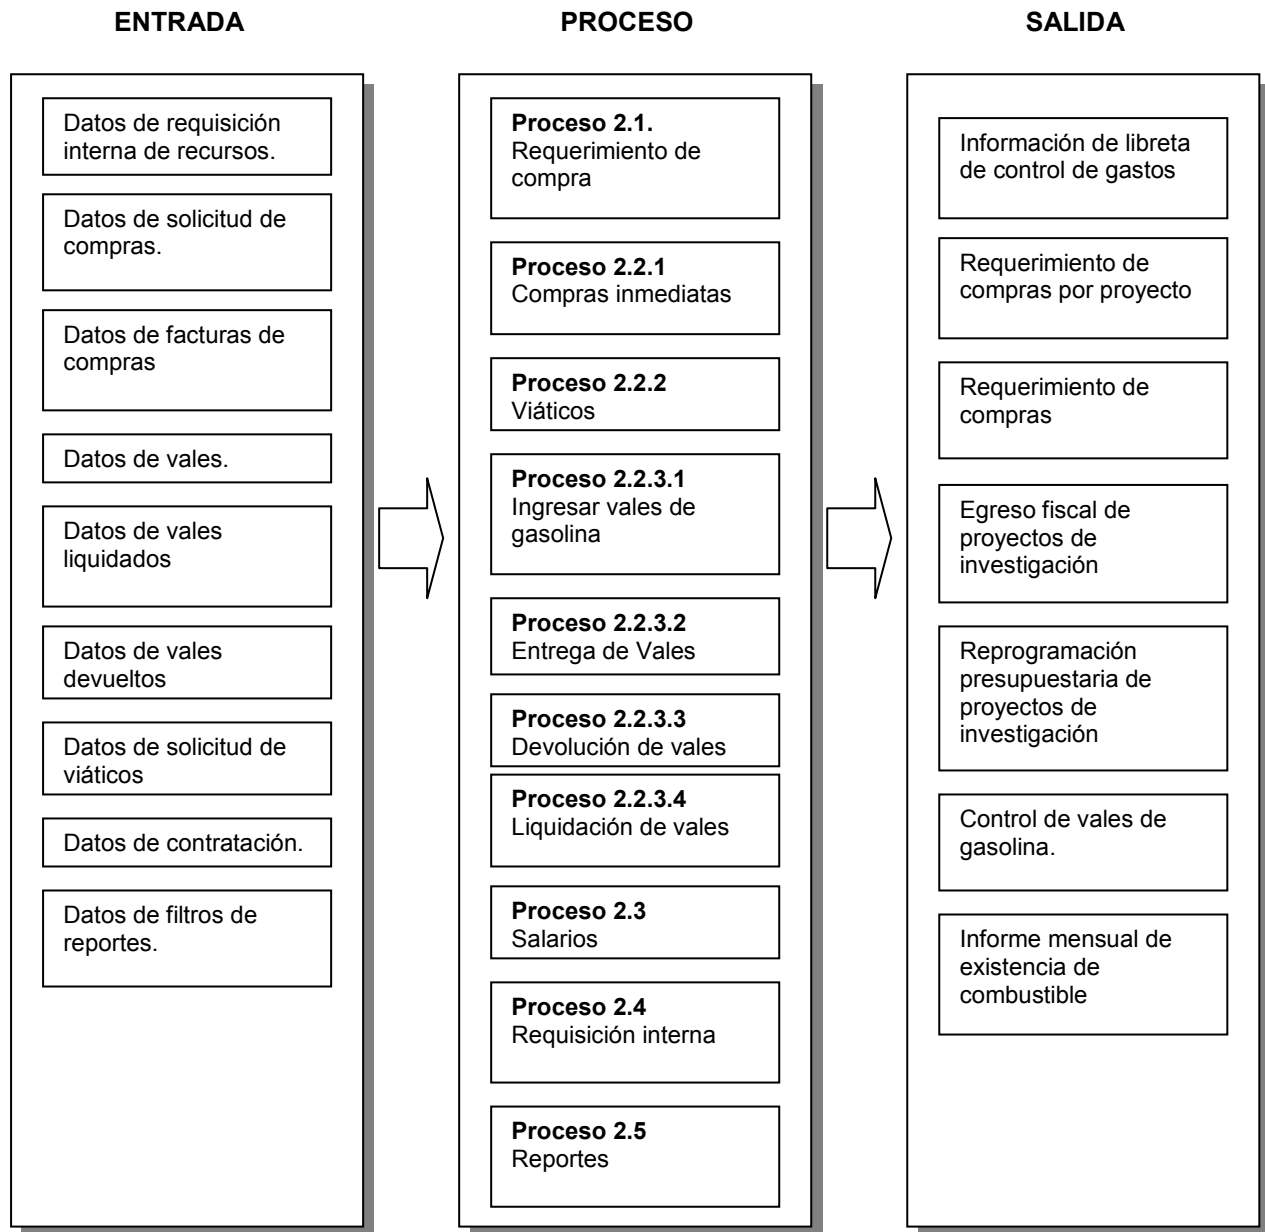 ENTRADA
Datos de requisición
interna de recursos.
Datos de solicitud de
compras.
Datos de facturas de
compras
Datos de vales.
Datos de vales
liquidados
Datos de vales
devueltos
Datos de solicitud de
viáticos
Datos de contratación.
Datos de filtros de
reportes.
PROCESO
Proceso 2.1.
Requerimiento de
compra
Proceso 2.2.1
Compras inmediatas
Proceso 2.2.2
Viáticos
Proceso 2.2.3.1
Ingresar vales de
gasolina
Proceso 2.2.3.2
Entrega de Vales
Proceso 2.2.3.3
Devolución de vales
Proceso 2.2.3.4
Liquidación de vales
Proceso 2.3
Salarios
Proceso 2.4
Requisición interna
Proceso 2.5
Reportes
SALIDA
Información de libreta
de control de gastos
Requerimiento de
compras por proyecto
Requerimiento de
compras
Egreso fiscal de
proyectos de
investigación
Reprogramación
presupuestaria de
proyectos de
investigación
Control de vales de
gasolina.
Informe mensual de
existencia de
combustible